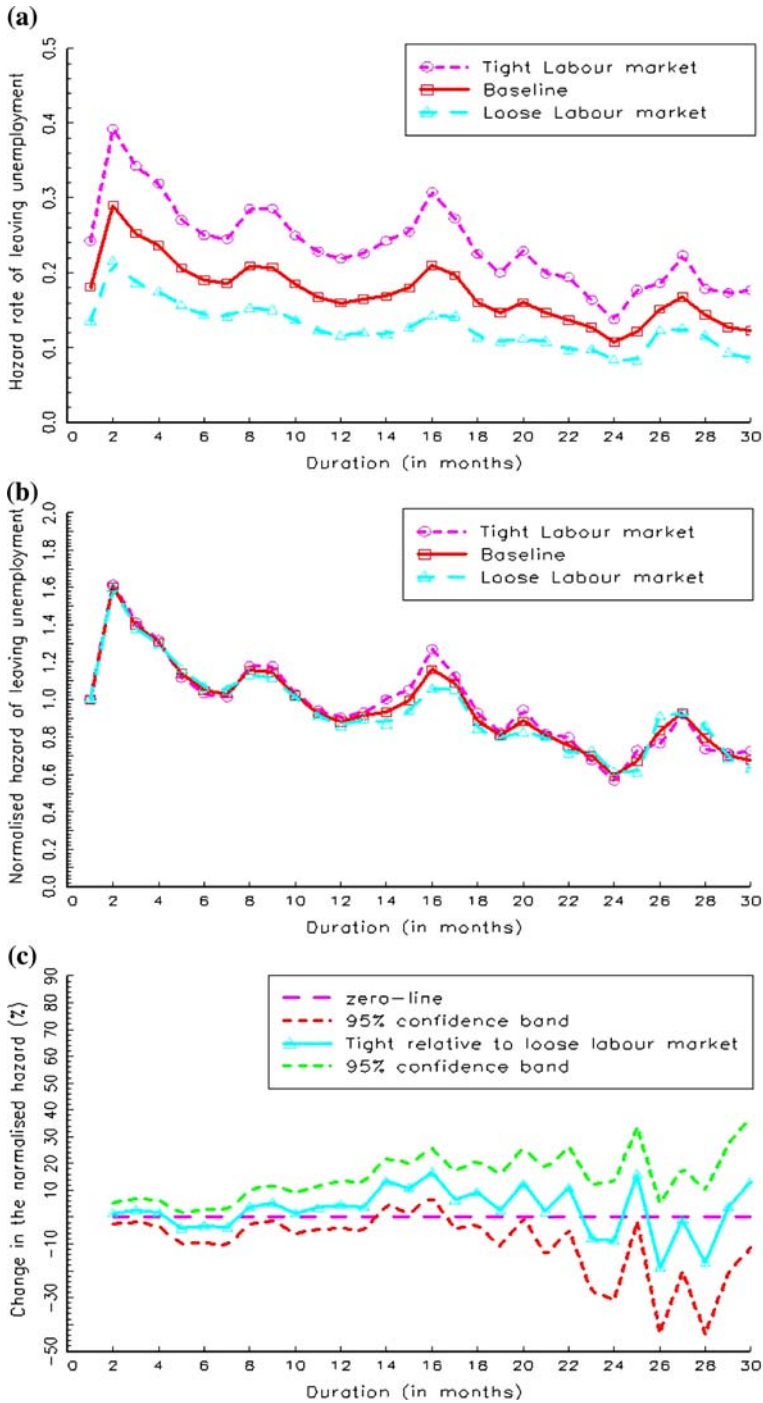 (a)
Hazard rate of leaving unemployment
0.5
0.4
0.3
0.2
0.1
0.0
Tight Labour market
Baseline
Loose Labour market
0 2 4 6 8 10 12 14 16 18 20 22 24 26 28 30
Duration (in months)
(b)
Normalised hazard of leaving unemployment
2.0
1.8
1.6
1.4
1.2
1.0
0.8
0.6
0.4
0.2
0.0
Tight Labour market
Baseline
Loose Labour market
0 2 4 6 8 10 12 14 16 18 20 22 24 26 28 30
Duration (in months)
(c)
Change in the normalised hazard (%)
90
70
50
30
10
-10
-30
-50
zero-line
95% confidence band
Tight relative to loose labour market
95% confidence band
0 2 4 6 8 10 12 14 16 18 20 22 24 26 28 30
Duration (in months)